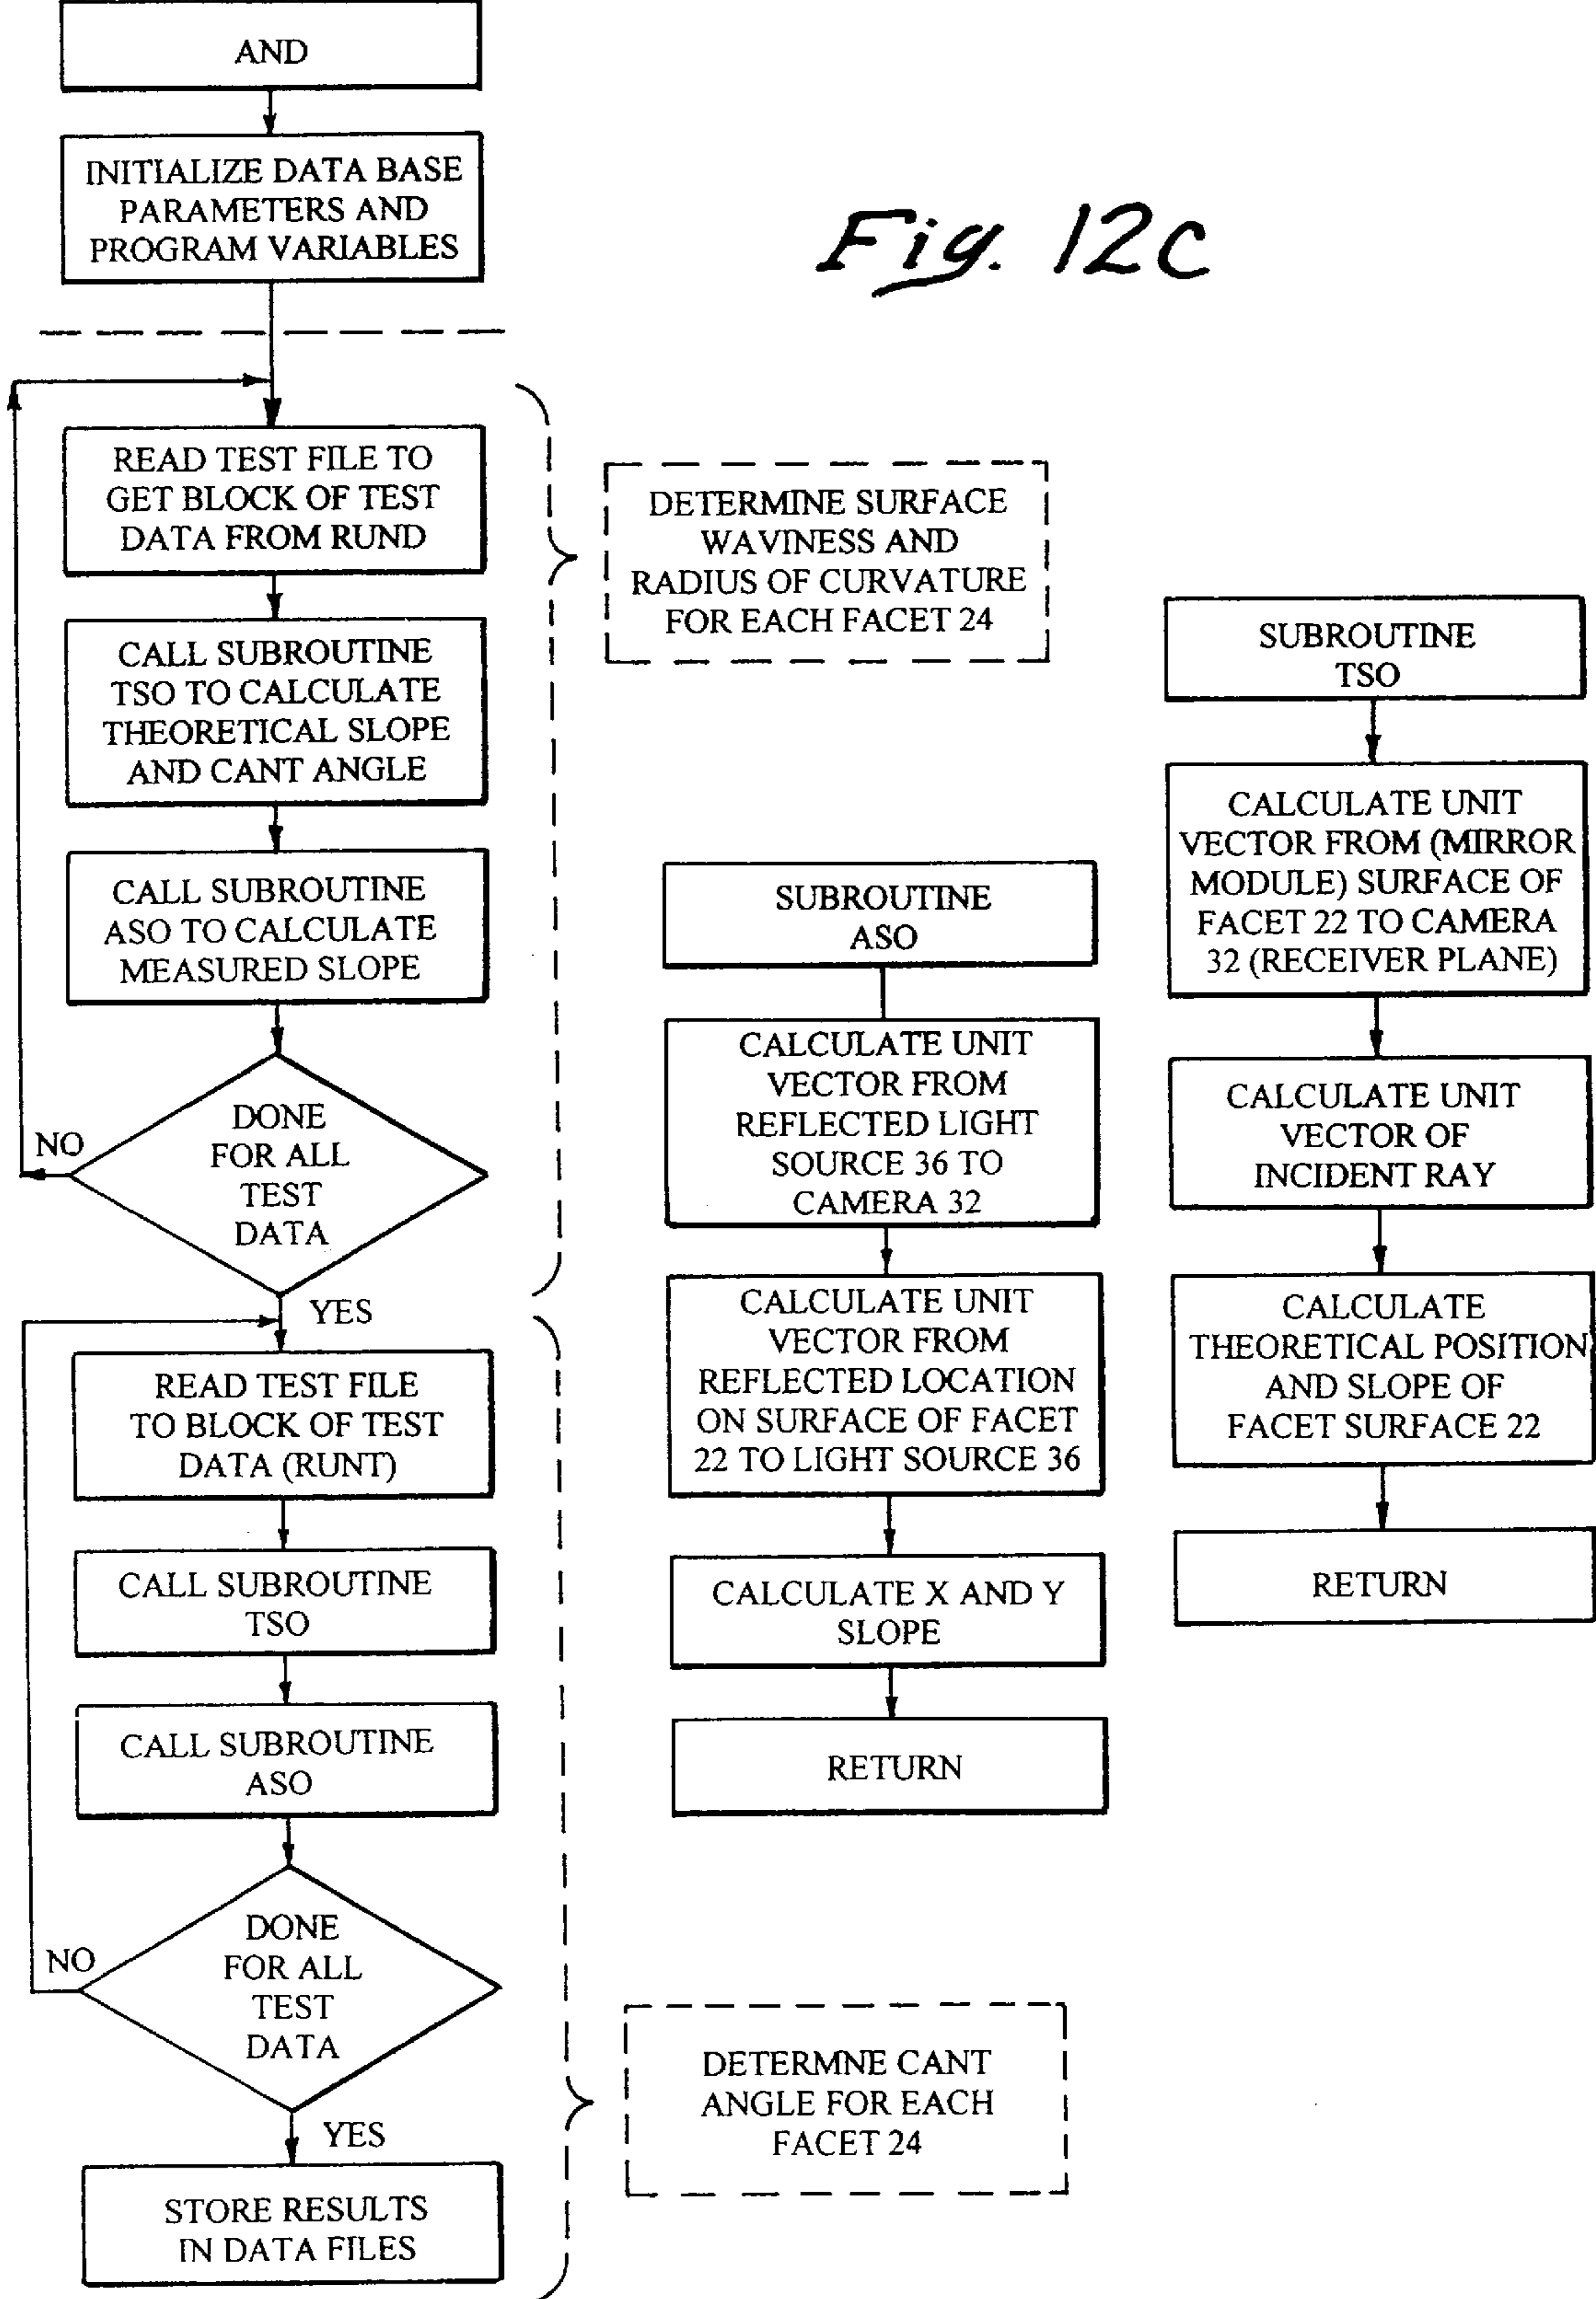 AND
INITIALIZE DATA BASE
PARAMETERS AND
PROGRAM VARIABLES
Fig. 12c
READ TEST FILE TO
GET BLOCK OF TEST
DATA FROM RUND
CALL SUBROUTINE
TSO TO CALCULATE
THEORETICAL SLOPE
AND CANT ANGLE
CALL SUBROUTINE
ASO TO CALCULATE
MEASURED SLOPE
DONE
FOR ALL
TEST
DATA
NO
YES
READ TEST FILE
TO BLOCK OF TEST
DATA (RUNT)
CALL SUBROUTINE
TSO
CALL SUBROUTINE
ASO
DONE
FOR ALL
TEST
DATA
NO
YES
STORE RESULTS
IN DATA FILES
DETERMINE SURFACE
WAVINESS AND
RADIUS OF CURVATURE
FOR EACH FACET 24
DETERMNE CANT
ANGLE FOR EACH
FACET 24
SUBROUTINE
ASO
CALCULATE UNIT
VECTOR FROM
REFLECTED LIGHT
SOURCE 36 TO
CAMERA 32
CALCULATE UNIT
VECTOR FROM
REFLECTED LOCATION
ON SURFACE OF FACET
22 TO LIGHT SOURCE 36
CALCULATE X AND Y
SLOPE
RETURN
SUBROUTINE
TSO
CALCULATE UNIT
VECTOR FROM (MIRROR
MODULE) SURFACE OF
FACET 22 TO CAMERA
32 (RECEIVER PLANE)
CALCULATE UNIT
VECTOR OF
INCIDENT RAY
CALCULATE
THEORETICAL POSITION
AND SLOPE OF
FACET SURFACE 22
RETURN